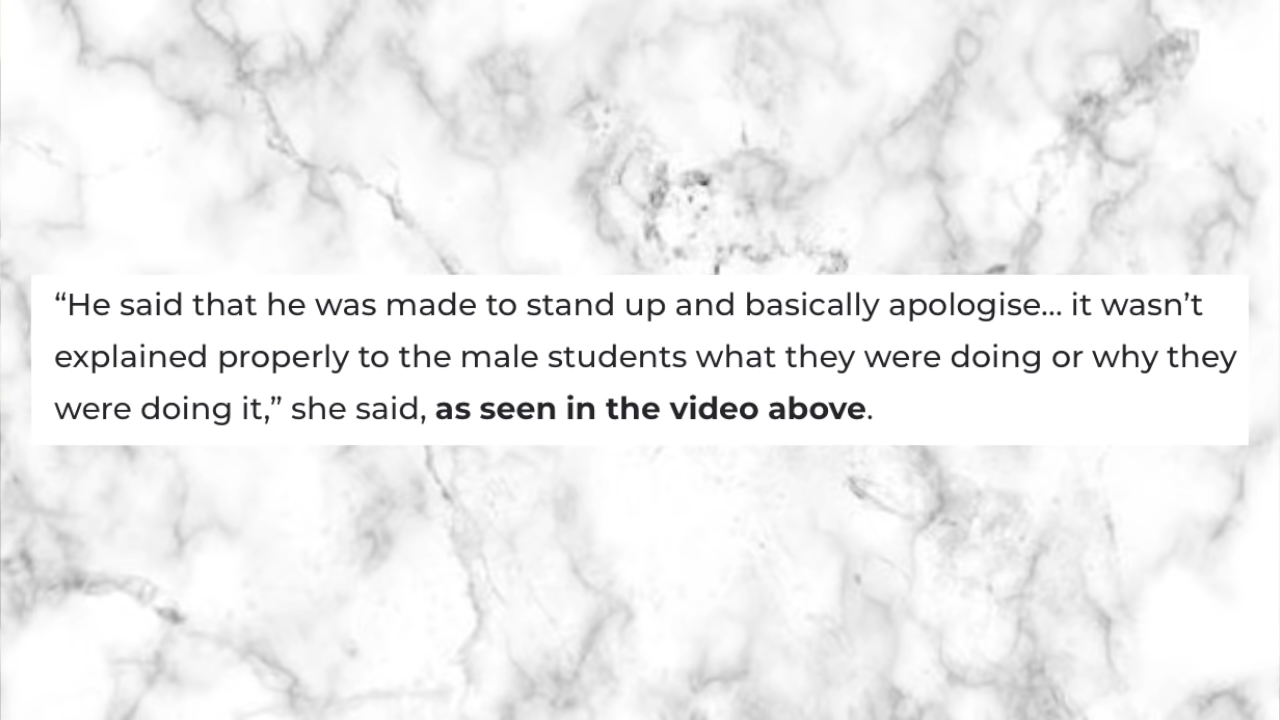 “He said that he was made to stand up and basically apologise... it wasn’t
explained properly to the male students what they were doing or why they
were doing it,” she said, as seen in the video above.